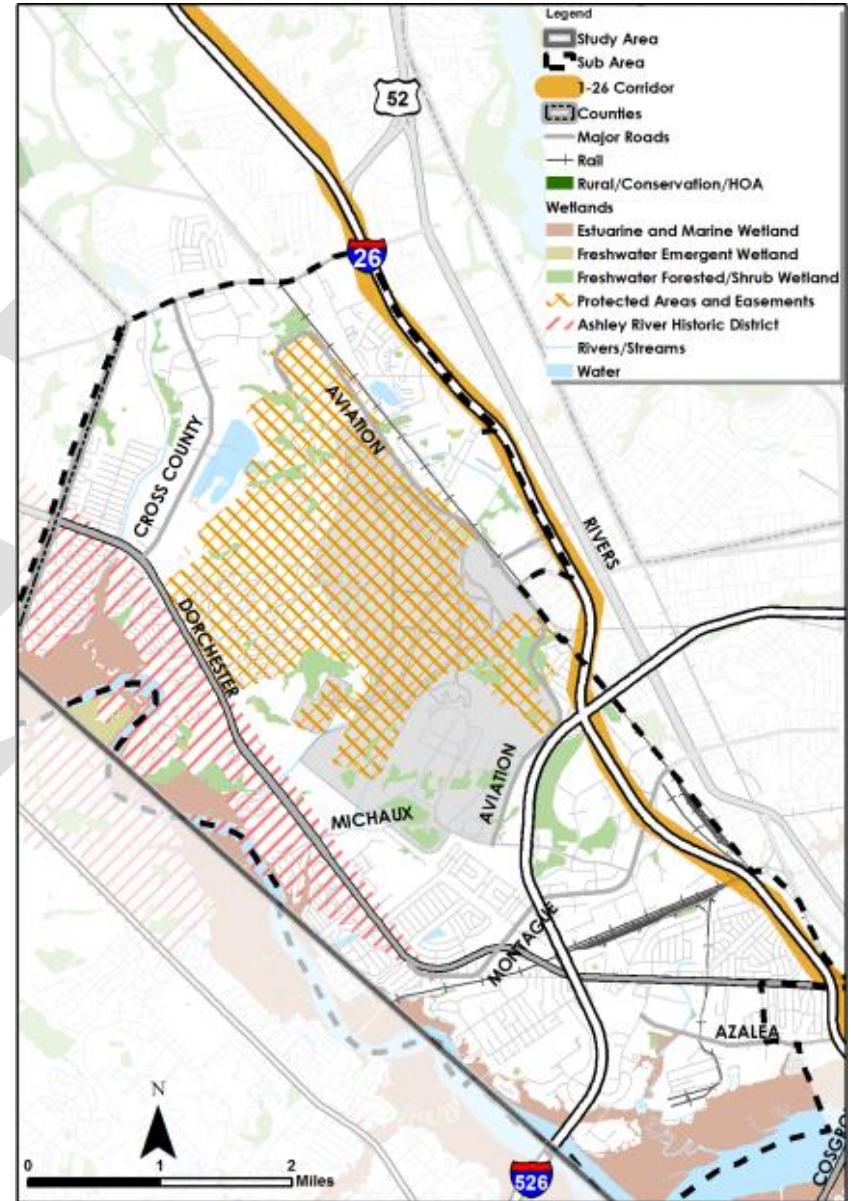 Legend
Study Area
Sub Area
1-26 Corridor
Counties
Major Roads
Rail
Rural/Conservation/HOA
Wetlands
Estuarine and Marine Wetland
Freshwater Emergent Wetland
Freshwater Forested/Shrub Wetland
Protected Areas and Easements
Ashley River Historic District
Rivers/Streams
Water
52
26
AVIATION
CROSS COUNTY
RIVERS
DORCHESTER
AVIATION
MICHAUX
MONTAGUE
AZALEA
COSGRO
N
0 1 2
Miles
526